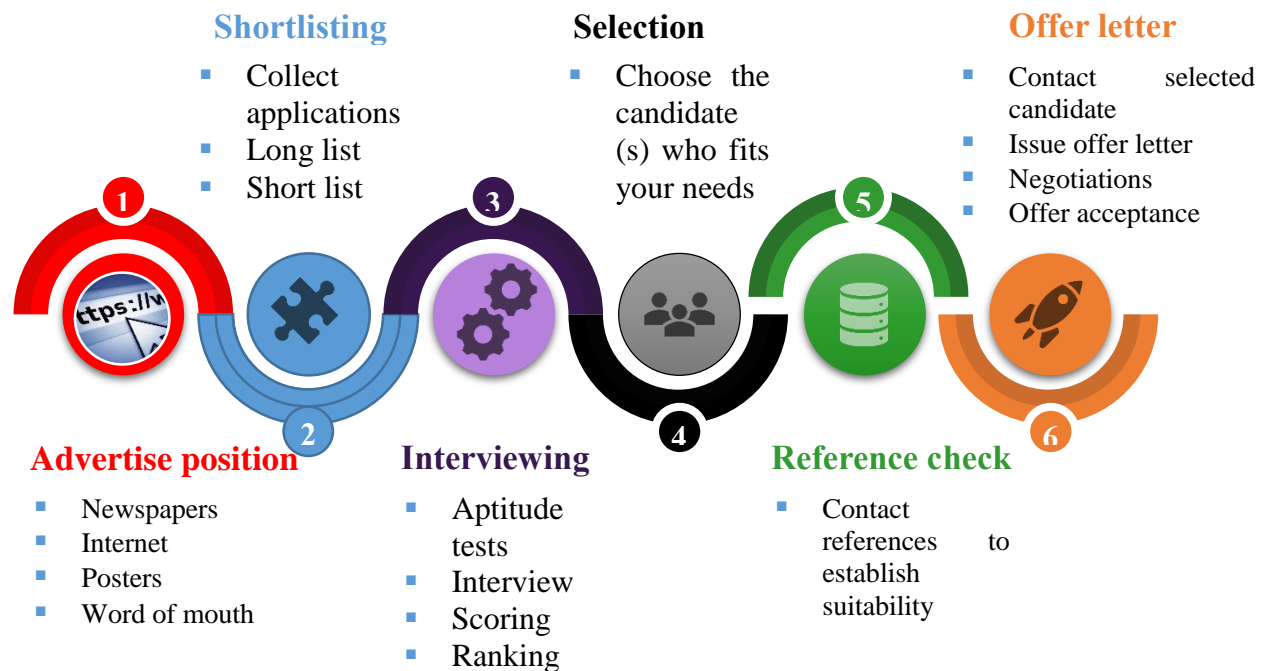 Shortlisting
Collect
applications
Long list
Short list
Selection
Choose the
candidate
(s) who fits
your needs
Offer letter
Contact selected
candidate
Issue offer letter
Negotiations
Offer acceptance
1
3
5
ttps://w
2
4
6
Advertise position
Newspapers
Internet
Posters
Word of mouth
Interviewing
Aptitude
tests
Interview
Scoring
Ranking
Reference check
Contact
references to
establish
suitability